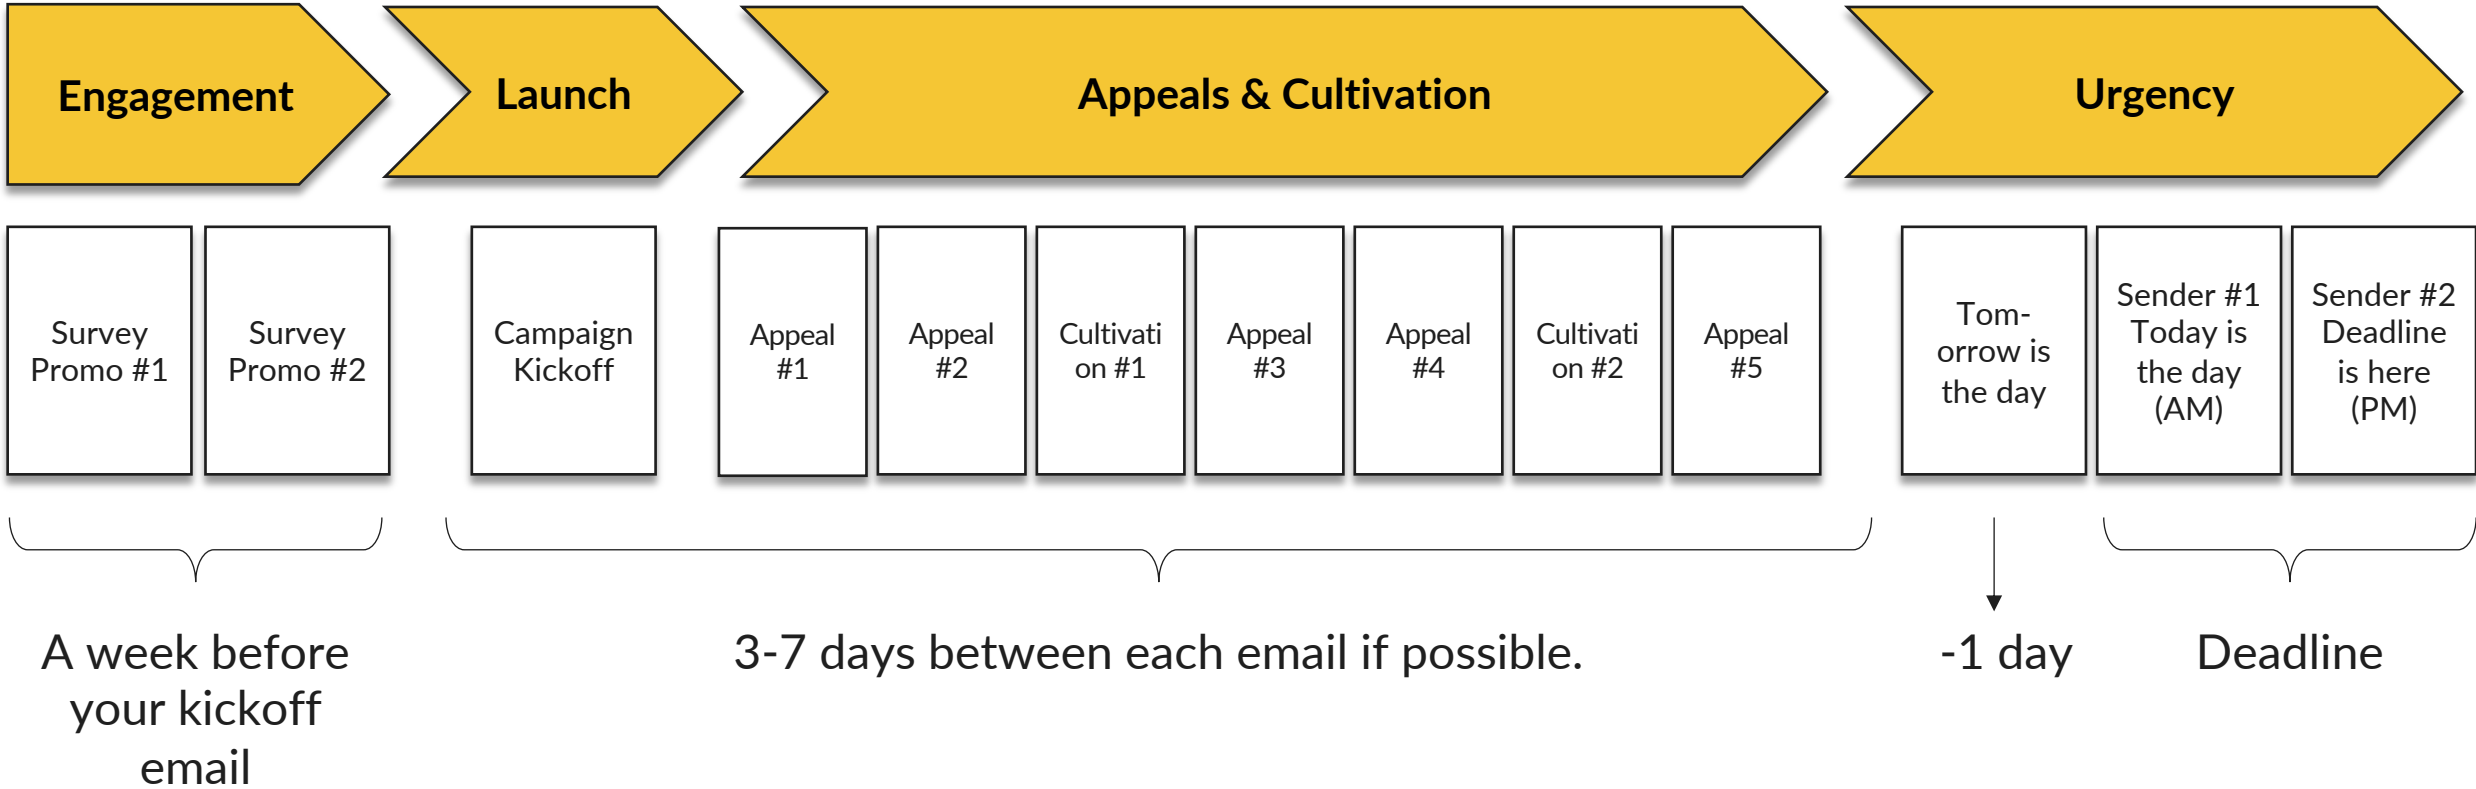 Engagement
Launch
Appeals & Cultivation
Urgency
Survey
Promo #1
Survey
Promo #2
Campaign
Kickoff
Appeal
#1
Appeal
#2
Cultivati
on #1
Appeal
#3
Appeal
#4
Cultivati
on #2
Appeal
#5
Tom-
orrow is
the day
Sender #1
Today is
the day
(AM)
Sender #2
Deadline
is here
(PM)
A week before
your kickoff
email
3-7 days between each email if possible.
-1 day
Deadline